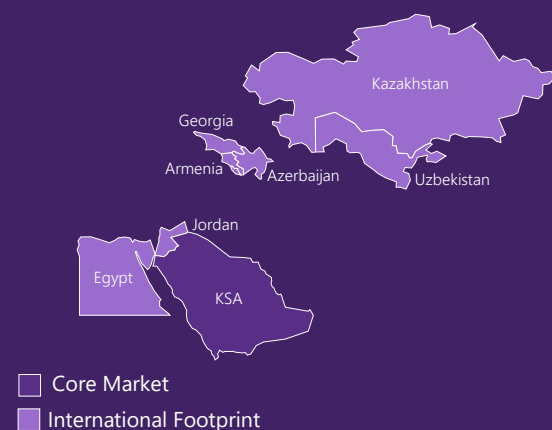 Kazakhstan
Georgia
Armenia
Azerbaijan
Uzbekistan
Jordan
Egypt
KSA
Core Market
International Footprint